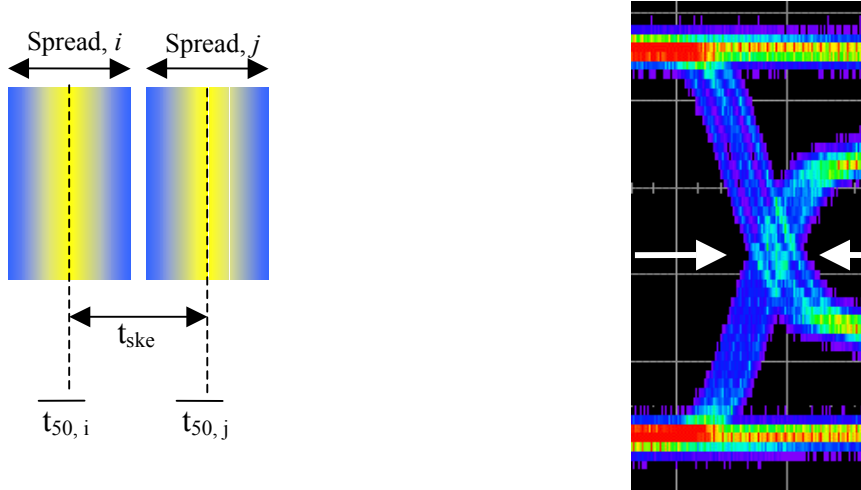 Spread, i
Spread, j
tske
t50, i
t50, j